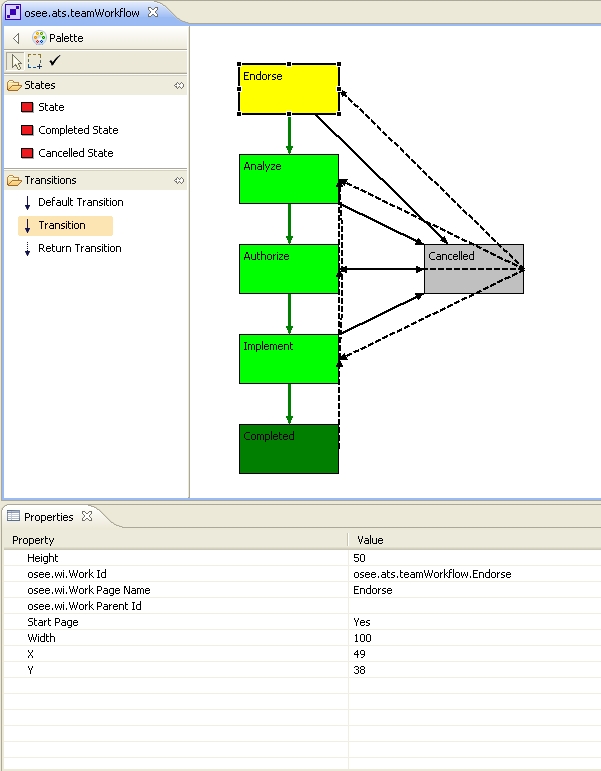 osee.ats.teamWorkflow
Palette
States
State
Completed State
Cancelled State
Transitions
Default Transition
Transition
Return Transition
Endorse
Analyze
Authorize
Cancelled
Implement
Completed
Properties
Property Value
Height 50
osee.wi.Work Id osee.ats.teamWorkflow.Endorse
osee.wi.Work Page Name Endorse
osee.wi.Work Parent Id
Start Page Yes
Width 100
X 49
Y 38